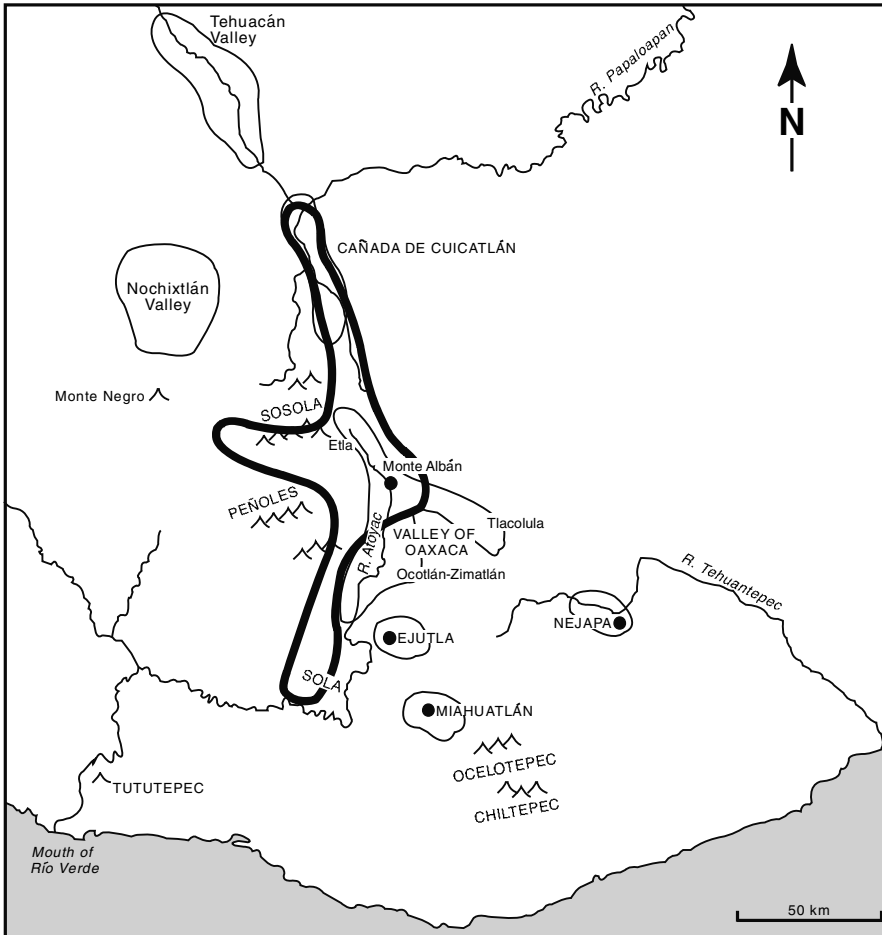 Tehuacán
Valley
R. Papaloapan
N
CAÑADA DE CUICATLÁN
Nochixtlán
Valley
Monte Negro
SOSOLA
Etla
Monte Albán
PEÑOLES
R. Atoyac
Tlacolula
VALLEY OF
OAXACA
Ocotlán-Zimatlán
R. Tehuantepec
NEJAPA
EJUTLA
SOLA
MIAHUATLÁN
OCELOTEPEC
TUTUTEPEC
CHILTEPEC
Mouth of
Río Verde
50 km